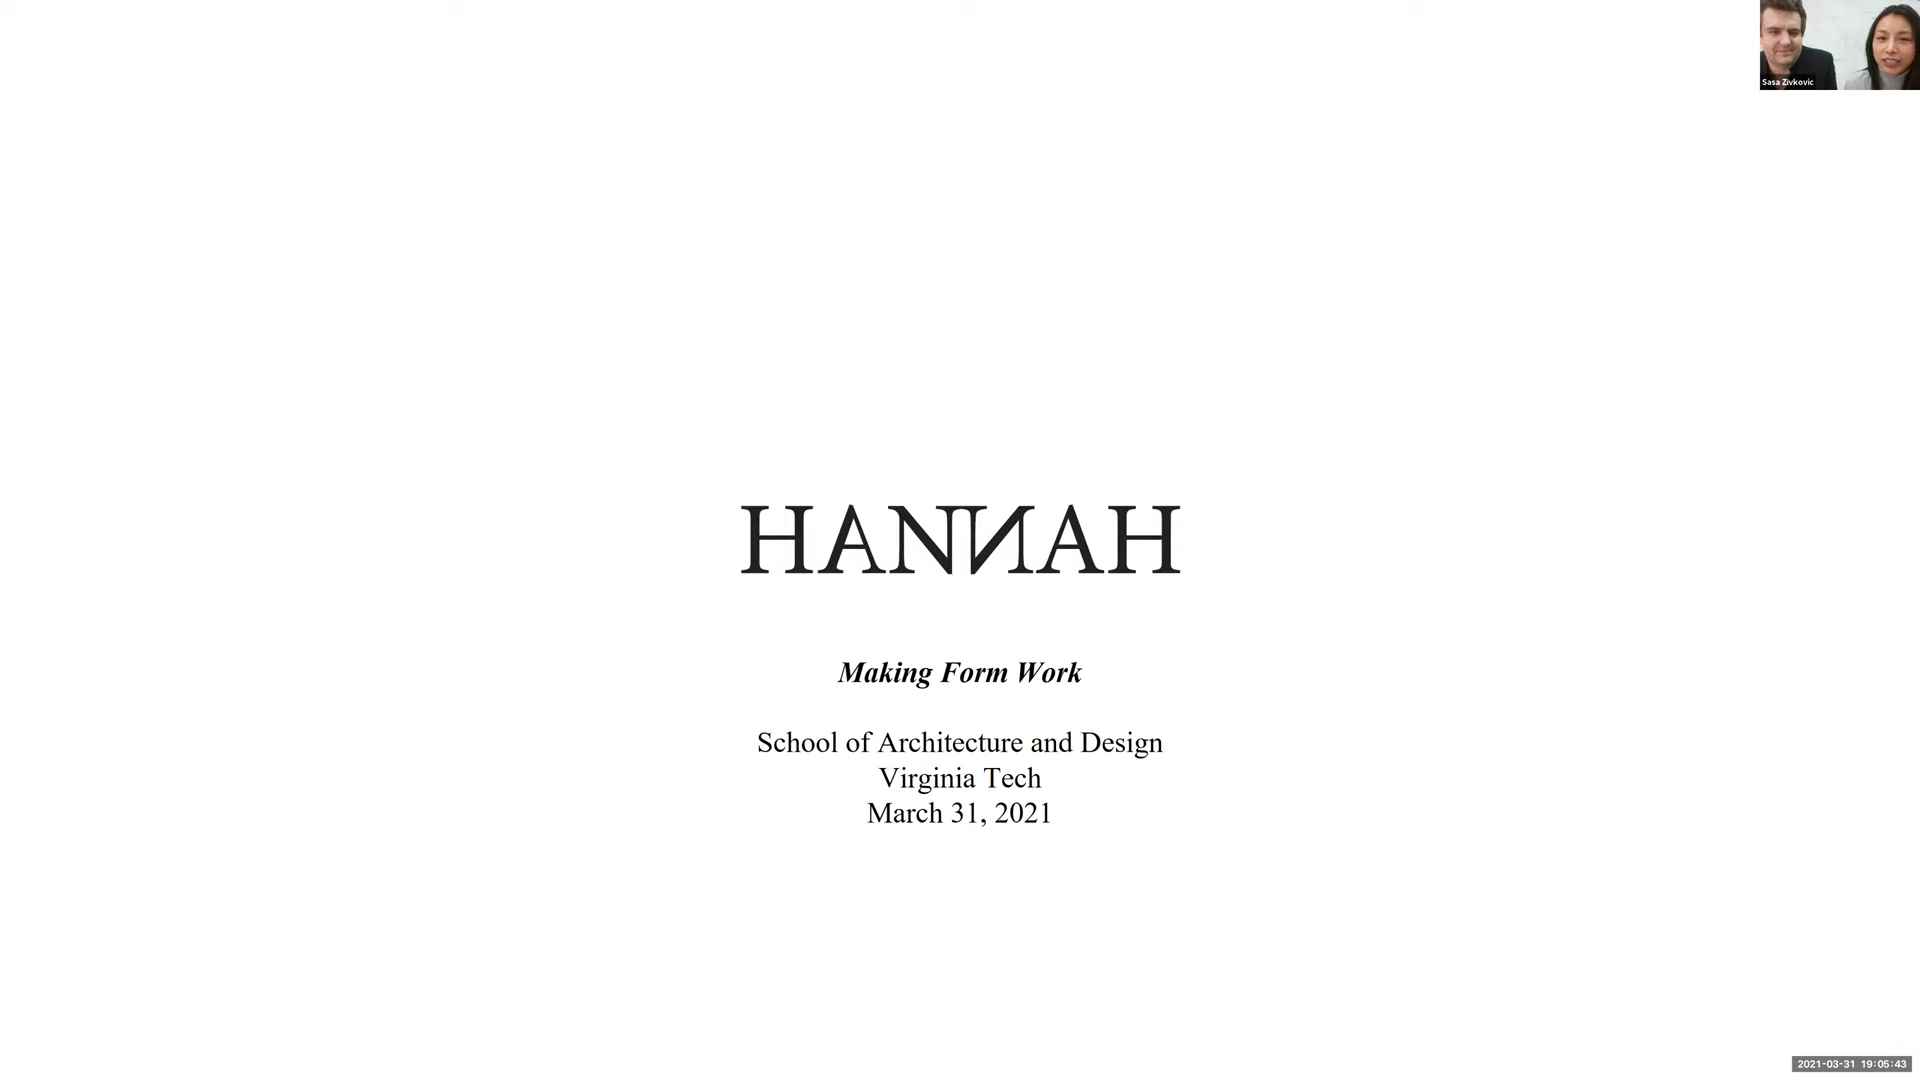 Sasa Zivkovic
HANNAH
Making Form Work
School of Architecture and Design
Virginia Tech
March 31, 2021
2021-03-31 19:05:43